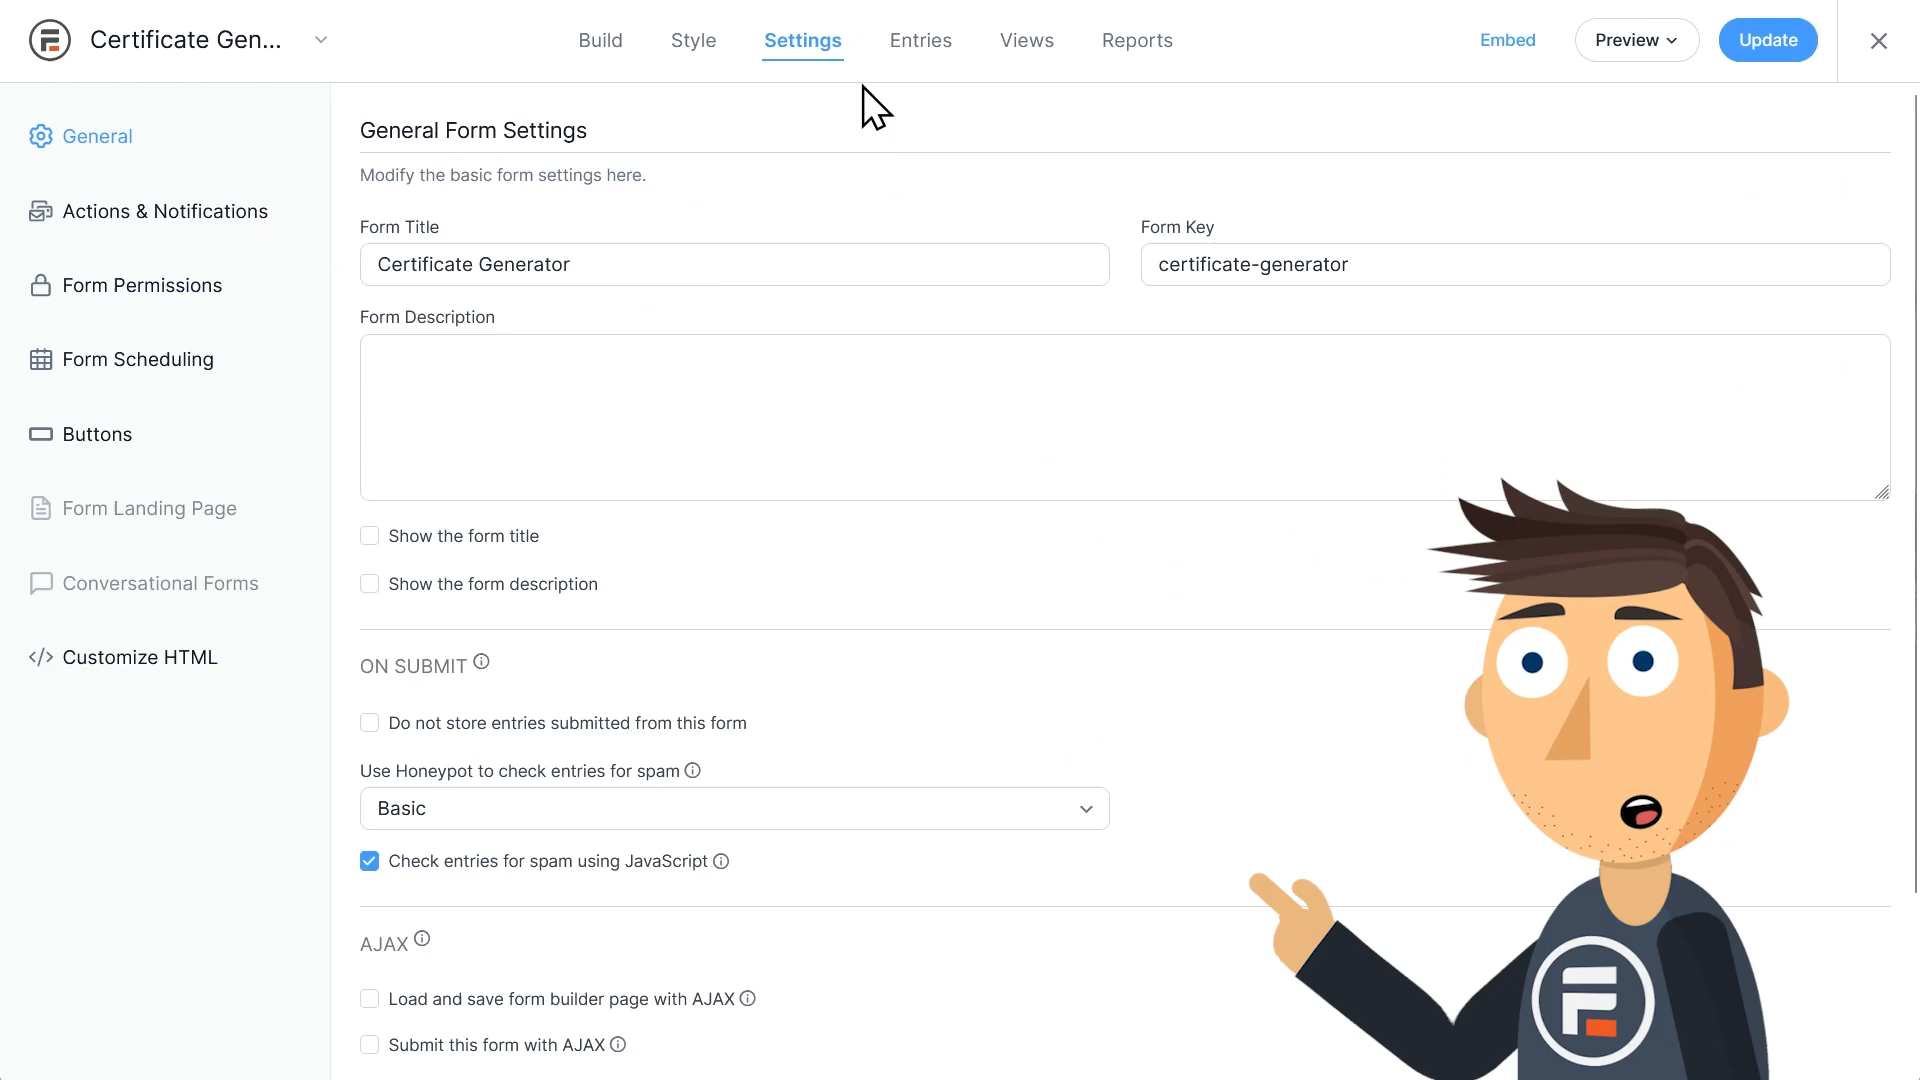 Certificate Gen...
Build
Style
Settings
Entries
Views
Reports
Embed
Preview
Update
General
Actions & Notifications
Form Permissions
Form Scheduling
Buttons
Form Landing Page
Conversational Forms
Customize HTML
General Form Settings
Modify the basic form settings here.
Form Title
Form Key
Certificate Generator
certificate-generator
Form Description
Show the form title
Show the form description
ON SUBMIT
Do not store entries submitted from this form
Use Honeypot to check entries for spam
Basic
Check entries for spam using JavaScript
AJAX
Load and save form builder page with AJAX
Submit this form with AJAX